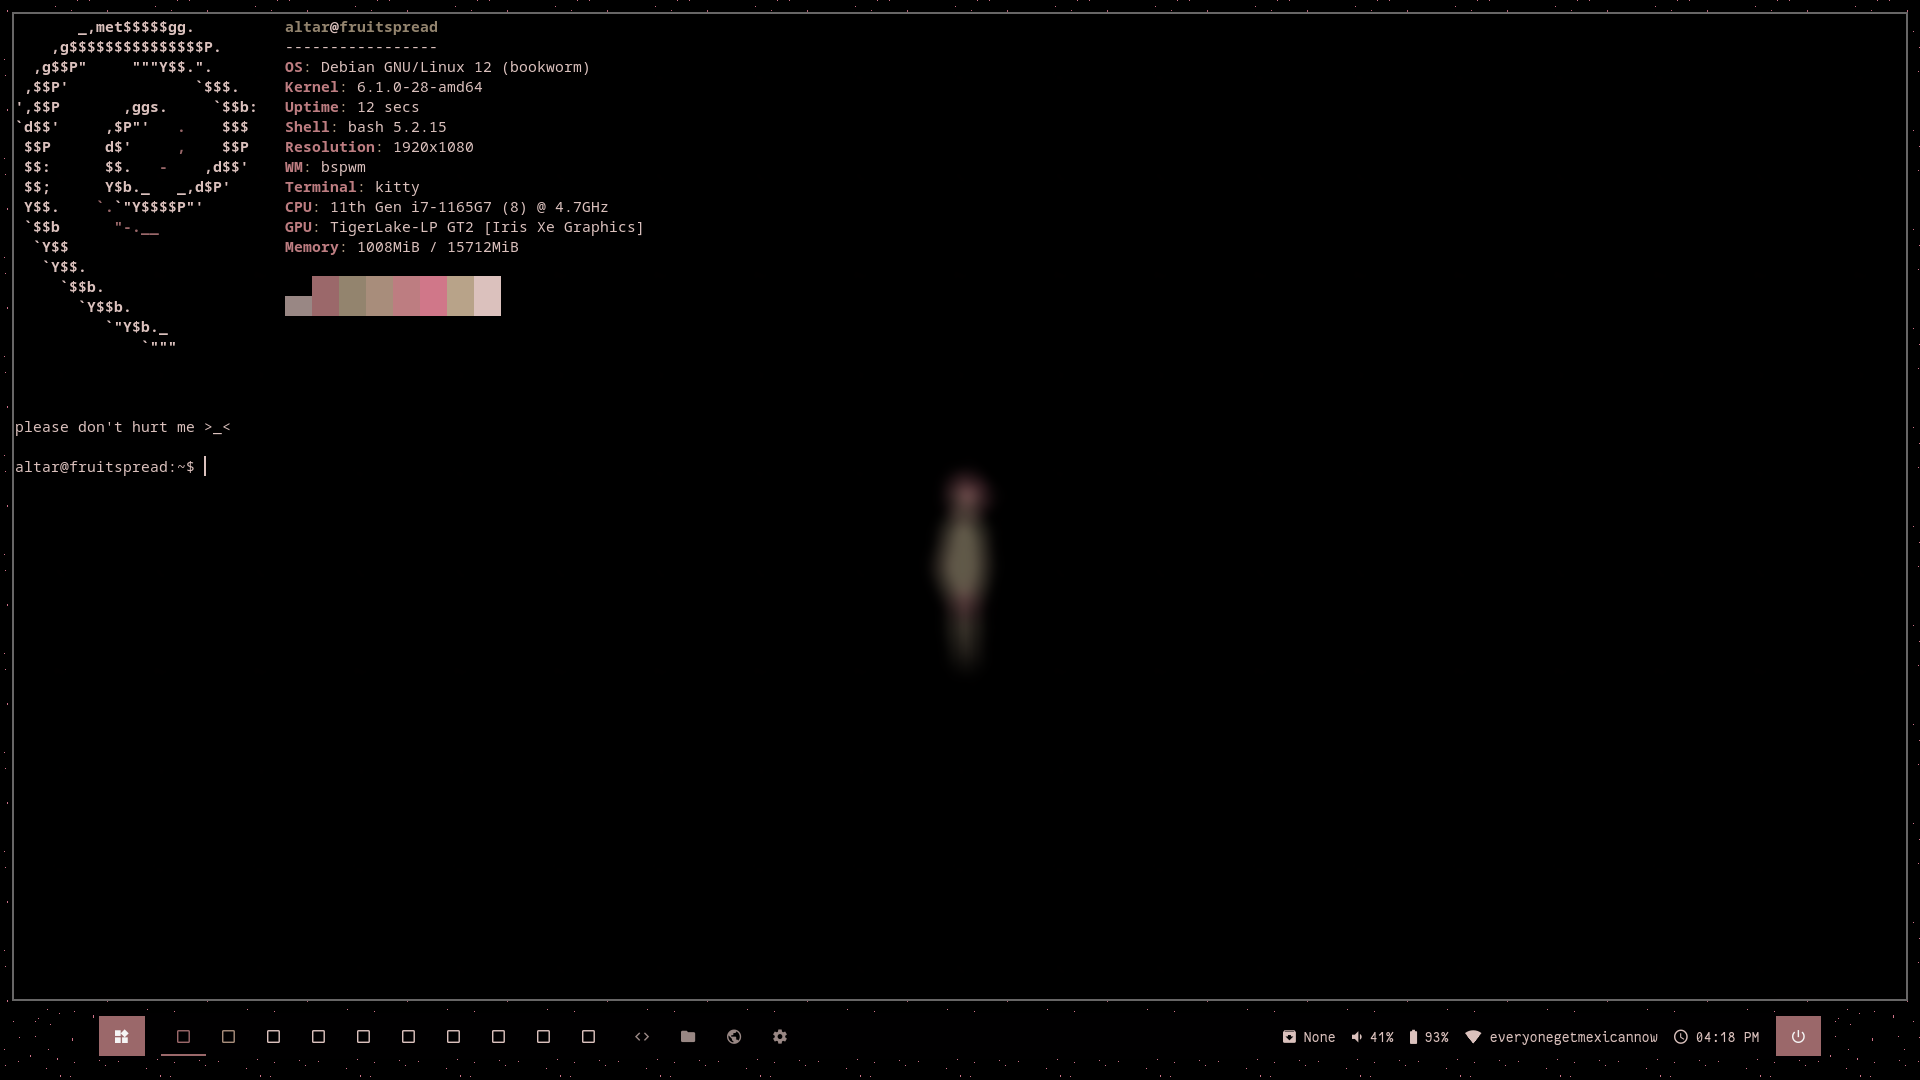 _,met$$$$$gg.
    ,g$$$$$$$$$$$$$$$P.
  ,g$$P"     """Y$$.".
 ,$$P'              `$$$.
',$$P       ,ggs.     `$$b:
`d$$'     ,$P"'   .    $$$
 $$P      d$'     ,    $$P
 $$:      $$.   -    ,d$$'
 $$;      Y$b._   _,d$P'
 Y$$.    `.`"Y$$$$P"'
 `$$b      "-.__
  `Y$$
   `Y$$.
     `$$b.
       `Y$$b.
          `"Y$b._
              `"""
altar@fruitspread
-----------------
OS: Debian GNU/Linux 12 (bookworm)
Kernel: 6.1.0-28-amd64
Uptime: 12 secs
Shell: bash 5.2.15
Resolution: 1920x1080
WM: bspwm
Terminal: kitty
CPU: 11th Gen i7-1165G7 (8) @ 4.7GHz
GPU: TigerLake-LP GT2 [Iris Xe Graphics]
Memory: 1008MiB / 15712MiB
please don't hurt me >_<
altar@fruitspread:~$
None 41% 93% everyonegetmexicannow 04:18 PM